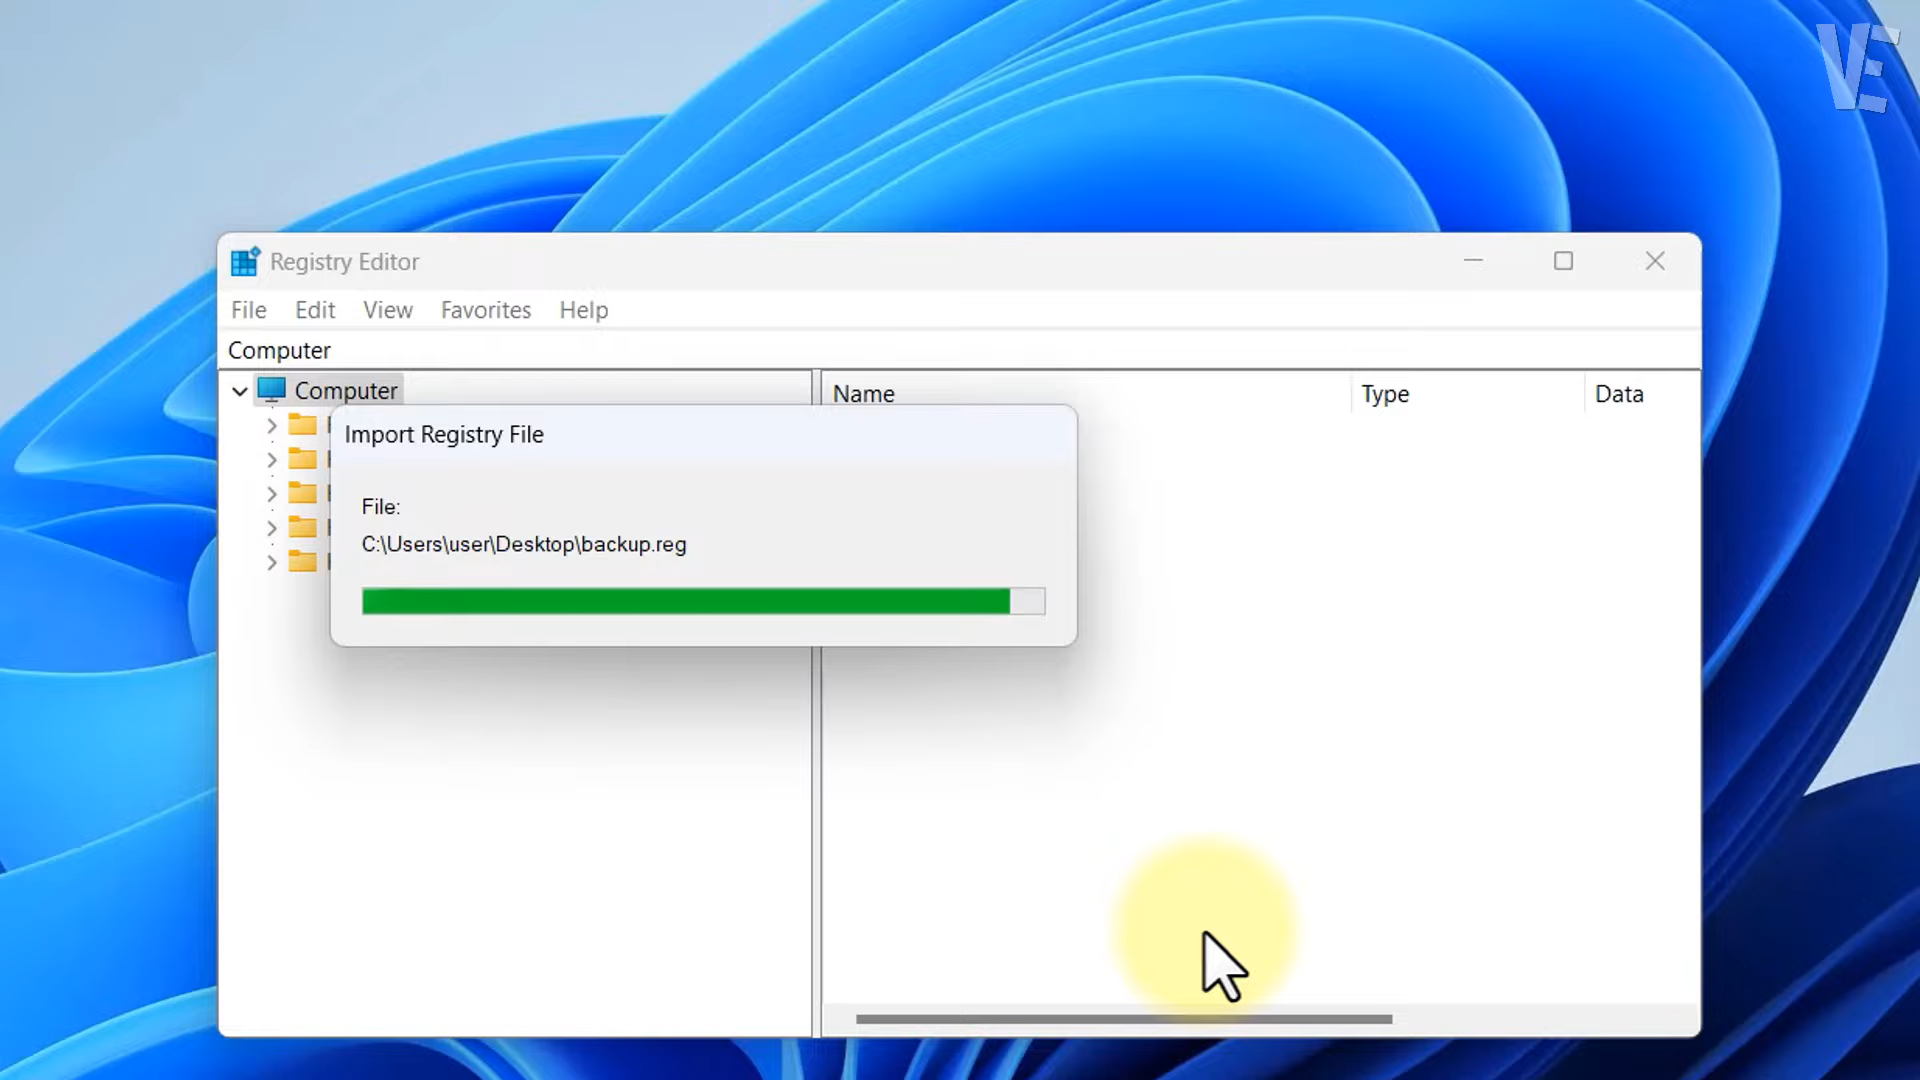 VE
Registry Editor
File Edit View Favorites Help
Computer
Computer
Name Type Data
Import Registry File
File:
C:\Users\user\Desktop\backup.reg